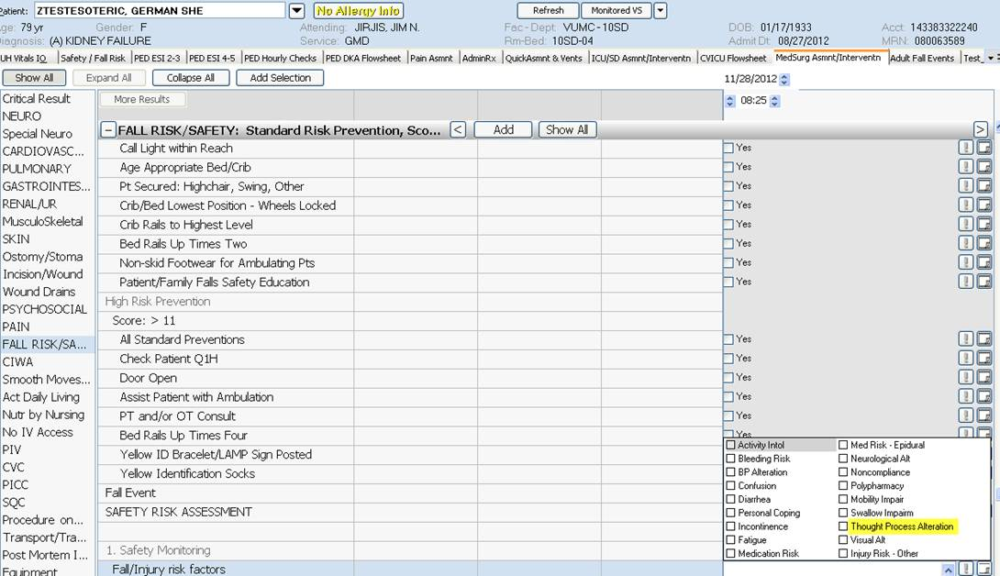 Patient: ZTESTESOTERIC, GERMAN SHE No Allergy Info Refresh Monitored VS
Age: 79 yr Gender: F Attending: JIRJIS, JIM N. Fac-Dept: VUMC-10SD DOB: 01/17/1933 Acct: 143383322240
Diagnosis: (A) KIDNEY FAILURE Service: GMD Rm-Bed: 10SD-04 Admit Dt: 08/27/2012 MRN: 080063589
UH Vitals IO Safety / Fall Risk PED ESI 2-3 PED ESI 4-5 PED Hourly Checks PED DKA Flowsheet Pain Asmnt AdminRx QuickAsmnt & Vents ICU/SD Asmnt/Interventn CVICU Flowsheet MedSurg Asmnt/Interventn Adult Fall Events Test_
Show All Expand All Collapse All Add Selection 11/28/2012
More Results 08:25
Critical Result
NEURO
Special Neuro
CARDIOVASC...
PULMONARY
GASTROINTES...
RENAL/UR
MusculoSkeletal
SKIN
Ostomy/Stoma
Incision/Wound
Wound Drains
PSYCHOSOCIAL
PAIN
FALL RISK/SA...
CIWA
Smooth Moves...
Act Daily Living
Nutr by Nursing
No IV Access
PIV
CVC
PICC
SQC
Procedure on...
Transport/Tra...
Post Mortem I...
Equipment
− FALL RISK/SAFETY: Standard Risk Prevention, Sco... < Add Show All >
Call Light within Reach Yes
Age Appropriate Bed/Crib Yes
Pt Secured: Highchair, Swing, Other Yes
Crib/Bed Lowest Position - Wheels Locked Yes
Crib Rails to Highest Level Yes
Bed Rails Up Times Two Yes
Non-skid Footwear for Ambulating Pts Yes
Patient/Family Falls Safety Education Yes
High Risk Prevention
Score: > 11
All Standard Preventions Yes
Check Patient Q1H Yes
Door Open Yes
Assist Patient with Ambulation Yes
PT and/or OT Consult Yes
Bed Rails Up Times Four Yes
Yellow ID Bracelet/LAMP Sign Posted
Yellow Identification Socks
Fall Event
SAFETY RISK ASSESSMENT
1. Safety Monitoring
Fall/Injury risk factors
Activity Intol Med Risk - Epidural
Bleeding Risk Neurological Alt
BP Alteration Noncompliance
Confusion Polypharmacy
Diarrhea Mobility Impair
Personal Coping Swallow Impairm
Incontinence Thought Process Alteration
Fatigue Visual Alt
Medication Risk Injury Risk - Other